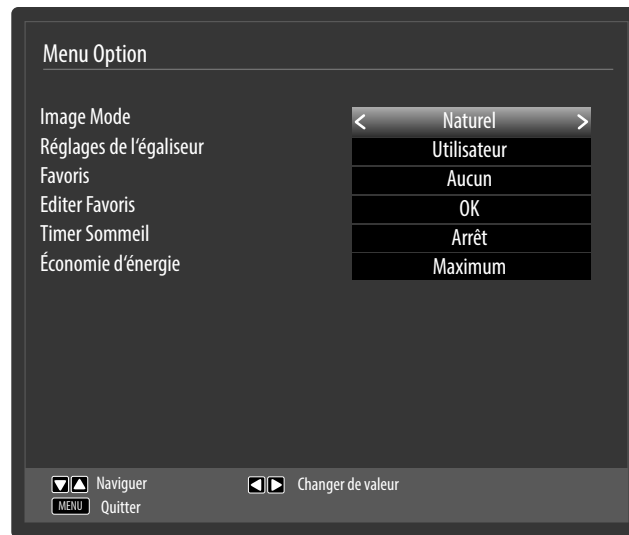 Menu Option
Image Mode < Naturel >
Réglages de l‘égaliseur Utilisateur
Favoris Aucun
Editer Favoris OK
Timer Sommeil Arrêt
Économie d‘énergie Maximum
Naviguer Changer de valeur
MENU Quitter